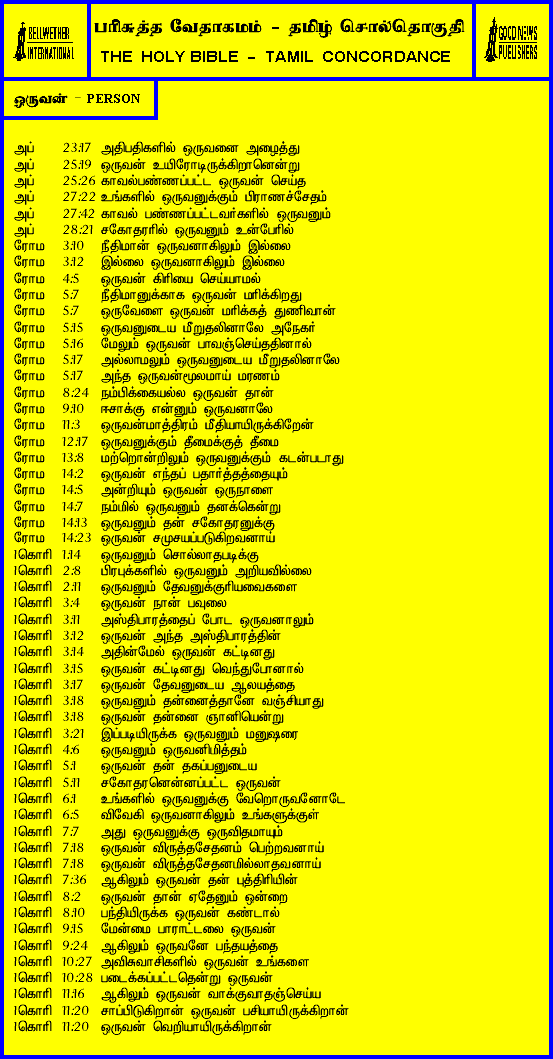 BELLWETHER INTERNATIONAL
பரிசுத்த வேதாகமம் - தமிழ் சொல்தொகுதி
THE HOLY BIBLE - TAMIL CONCORDANCE
GOOD NEWS PUBLISHERS
ஒருவன் - PERSON
அப் 23:17 அதிபதிகளில் ஒருவனை அழைத்து
அப் 25:19 ஒருவன் உயிரோடிருக்கிறானென்று
அப் 25:26 காவல்பண்ணப்பட்ட ஒருவன் செய்த
அப் 27:22 உங்களில் ஒருவனுக்கும் பிராணச்சேதம்
அப் 27:42 காவல் பண்ணப்பட்டவர்களில் ஒருவனும்
அப் 28:21 சகோதரரில் ஒருவனும் உன்பேரில்
ரோம 3:10 நீதிமான் ஒருவனாகிலும் இல்லை
ரோம 3:12 இல்லை ஒருவனாகிலும் இல்லை
ரோம 4:5 ஒருவன் கிரியை செய்யாமல்
ரோம 5:7 நீதிமானுக்காக ஒருவன் மரிக்கிறது
ரோம 5:7 ஒருவேளை ஒருவன் மரிக்கத் துணிவான்
ரோம 5:15 ஒருவனுடைய மீறுதலினாலே அநேகர்
ரோம 5:16 மேலும் ஒருவன் பாவஞ்செய்ததினால்
ரோம 5:17 அல்லாமலும் ஒருவனுடைய மீறுதலினாலே
ரோம 5:17 அந்த ஒருவன்மூலமாய் மரணம்
ரோம 8:24 நம்பிக்கையல்ல ஒருவன் தான்
ரோம 9:10 ஈசாக்கு என்னும் ஒருவனாலே
ரோம 11:3 ஒருவன்மாத்திரம் மீதியாயிருக்கிறேன்
ரோம 12:17 ஒருவனுக்கும் தீமைக்குத் தீமை
ரோம 13:8 மற்றொன்றிலும் ஒருவனுக்கும் கடன்படாது
ரோம 14:2 ஒருவன் எந்தப் பதார்த்தத்தையும்
ரோம 14:5 அன்றியும் ஒருவன் ஒருநாளை
ரோம 14:7 நம்மில் ஒருவனும் தனக்கென்று
ரோம 14:13 ஒருவனும் தன் சகோதரனுக்கு
ரோம 14:23 ஒருவன் சமுசயப்படுகிறவனாய்
1கொரி 1:14 ஒருவனும் சொல்லாதபடிக்கு
1கொரி 2:8 பிரபுக்களில் ஒருவனும் அறியவில்லை
1கொரி 2:11 ஒருவனும் தேவனுக்குரியவைகளை
1கொரி 3:4 ஒருவன் நான் பவுலை
1கொரி 3:11 அஸ்திபாரத்தைப் போட ஒருவனாலும்
1கொரி 3:12 ஒருவன் அந்த அஸ்திபாரத்தின்
1கொரி 3:14 அதின்மேல் ஒருவன் கட்டினது
1கொரி 3:15 ஒருவன் கட்டினது வெந்துபோனால்
1கொரி 3:17 ஒருவன் தேவனுடைய ஆலயத்தை
1கொரி 3:18 ஒருவனும் தன்னைத்தானே வஞ்சியாது
1கொரி 3:18 ஒருவன் தன்னை ஞானியென்று
1கொரி 3:21 இப்படியிருக்க ஒருவனும் மனுஷரை
1கொரி 4:6 ஒருவனும் ஒருவனிமித்தம்
1கொரி 5:1 ஒருவன் தன் தகப்பனுடைய
1கொரி 5:11 சகோதரனென்னப்பட்ட ஒருவன்
1கொரி 6:1 உங்களில் ஒருவனுக்கு வேறொருவனோடே
1கொரி 6:5 விவேகி ஒருவனாகிலும் உங்களுக்குள்
1கொரி 7:7 அது ஒருவனுக்கு ஒருவிதமாயும்
1கொரி 7:18 ஒருவன் விருத்தசேதனம் பெற்றவனாய்
1கொரி 7:18 ஒருவன் விருத்தசேதனமில்லாதவனாய்
1கொரி 7:36 ஆகிலும் ஒருவன் தன் புத்திரியின்
1கொரி 8:2 ஒருவன் தான் ஏதேனும் ஒன்றை
1கொரி 8:10 பந்தியிருக்க ஒருவன் கண்டால்
1கொரி 9:15 மேன்மை பாராட்டலை ஒருவன்
1கொரி 9:24 ஆகிலும் ஒருவனே பந்தயத்தை
1கொரி 10:27 அவிசுவாசிகளில் ஒருவன் உங்களை
1கொரி 10:28 படைக்கப்பட்டதென்று ஒருவன்
1கொரி 11:16 ஆகிலும் ஒருவன் வாக்குவாதஞ்செய்ய
1கொரி 11:20 சாப்பிடுகிறான் ஒருவன் பசியாயிருக்கிறான்
1கொரி 11:20 ஒருவன் வெறியாயிருக்கிறான்